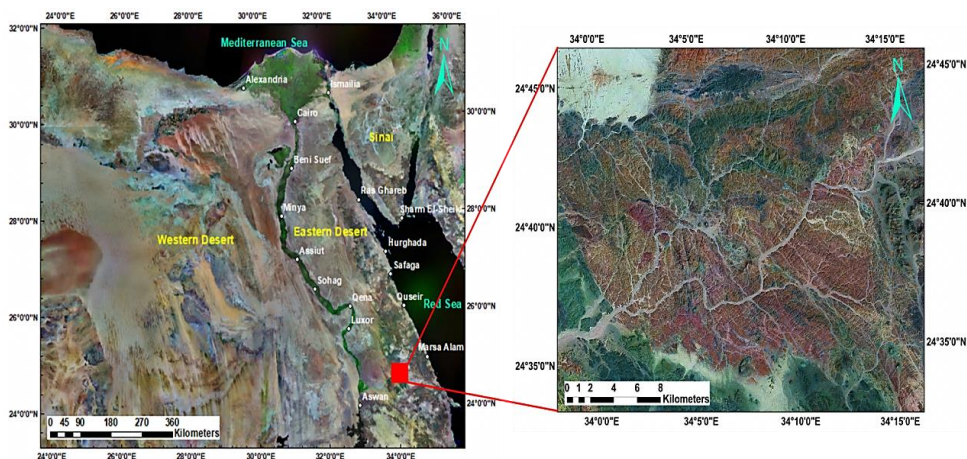 24°0'0"E 26°0'0"E 28°0'0"E 30°0'0"E 32°0'0"E 34°0'0"E 36°0'0"E
32°0'0"N
30°0'0"N
28°0'0"N
26°0'0"N
24°0'0"N
Mediterranean Sea
N
Alexandria
Ismailia
Cairo
Sinai
Beni Suef
Ras Ghareb
Minya
Sharm El-Sheikh
Western Desert
Eastern Desert
Hurghada
Assiut
Safaga
Sohag
Qena
Quseir
Red Sea
Luxor
Marsa Alam
Aswan
0 45 90 180 270 360
Kilometers
30°0'0"N
28°0'0"N
26°0'0"N
24°0'0"N
24°0'0"E 26°0'0"E 28°0'0"E 30°0'0"E 32°0'0"E 34°0'0"E
34°0'0"E 34°5'0"E 34°10'0"E 34°15'0"E
24°45'0"N
24°40'0"N
24°35'0"N
N
0 1 2 4 6 8
Kilometers
24°45'0"N
24°40'0"N
24°35'0"N
34°0'0"E 34°5'0"E 34°10'0"E 34°15'0"E